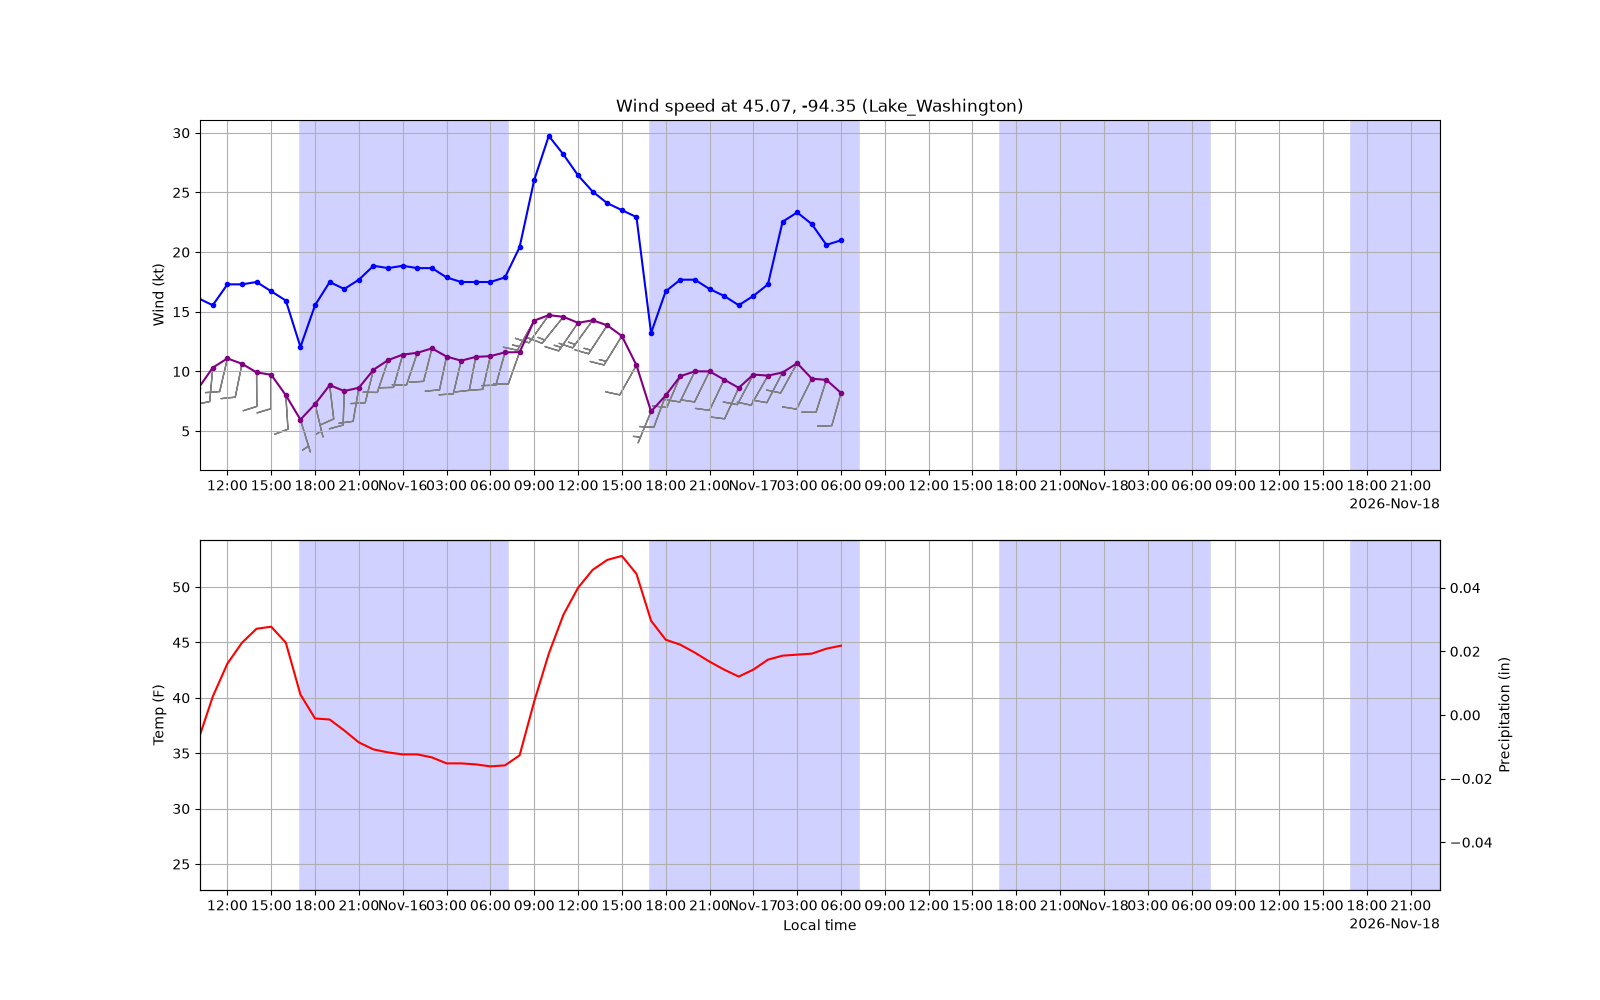 Wind speed at 45.07, -94.35 (Lake_Washington)
30
25
20
15
10
5
Wind (kt)
12:00 15:00 18:00 21:00 Nov-16 03:00 06:00 09:00 12:00 15:00 18:00 21:00 Nov-17 03:00 06:00 09:00 12:00 15:00 18:00 21:00 Nov-18 03:00 06:00 09:00 12:00 15:00 18:00 21:00
2026-Nov-18
50
45
40
35
30
25
Temp (F)
0.04
0.02
0.00
−0.02
−0.04
Precipitation (in)
12:00 15:00 18:00 21:00 Nov-16 03:00 06:00 09:00 12:00 15:00 18:00 21:00 Nov-17 03:00 06:00 09:00 12:00 15:00 18:00 21:00 Nov-18 03:00 06:00 09:00 12:00 15:00 18:00 21:00
Local time
2026-Nov-18